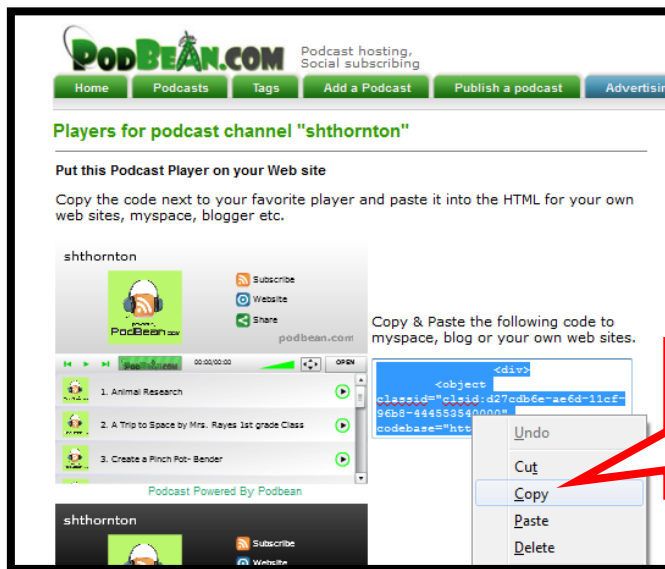 PODBEAN.COM
Podcast hosting,
Social subscribing
Home Podcasts Tags Add a Podcast Publish a podcast Advertisin
Players for podcast channel "shthornton"
Put this Podcast Player on your Web site
Copy the code next to your favorite player and paste it into the HTML for your own
web sites, myspace, blogger etc.
shthornton
Subscribe
Website
Share
PodBean.com
podbean.com
00:00/00:00 OPEN
1. Animal Research
2. A Trip to Space by Mrs. Rayes 1st grade Class
3. Create a Pinch Pot- Bender
Podcast Powered By Podbean
Copy & Paste the following code to
myspace, blog or your own web sites.
<div>
<object
classid="clsid:d27cdb6e-ae6d-11cf-
96b8-444553540000"
codebase="htt
Undo
Cut
Copy
Paste
Delete
shthornton
Subscribe
Website